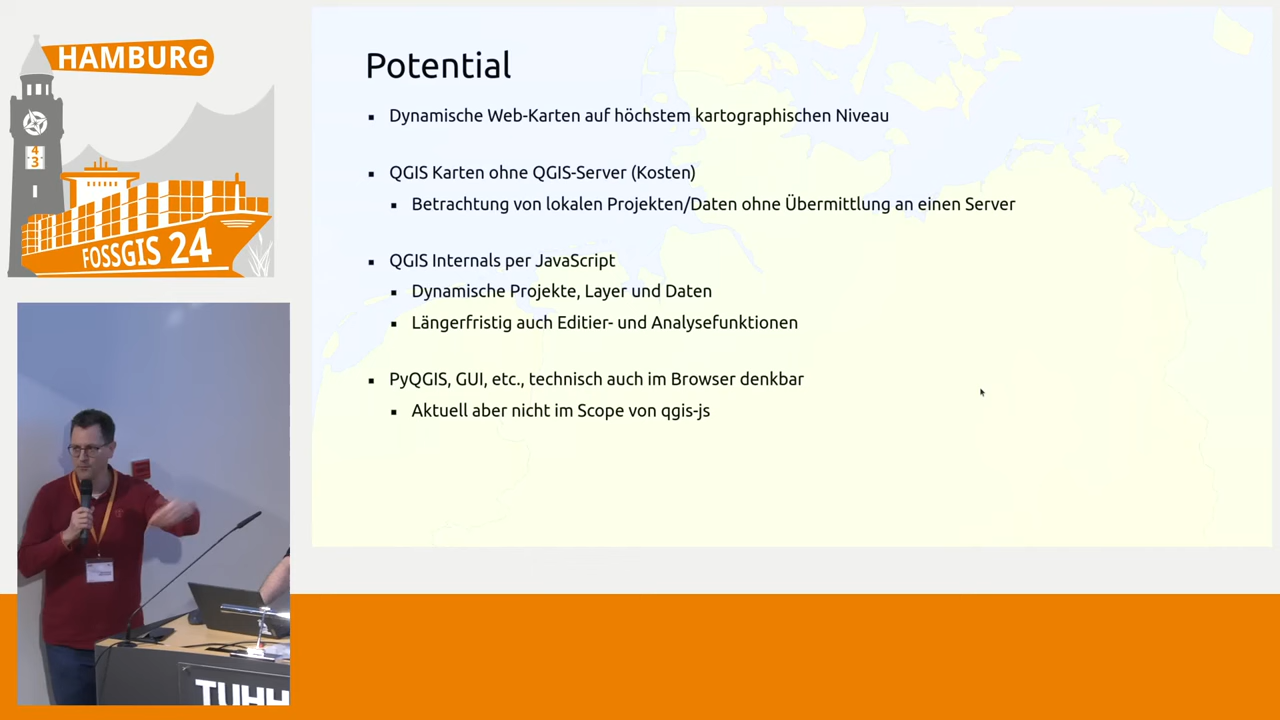 HAMBURG
4
3
FOSSGIS 24
Potential
Dynamische Web-Karten auf höchstem kartographischen Niveau
QGIS Karten ohne QGIS-Server (Kosten)
Betrachtung von lokalen Projekten/Daten ohne Übermittlung an einen Server
QGIS Internals per JavaScript
Dynamische Projekte, Layer und Daten
Längerfristig auch Editier- und Analysefunktionen
PyQGIS, GUI, etc., technisch auch im Browser denkbar
Aktuell aber nicht im Scope von qgis-js
TUHH